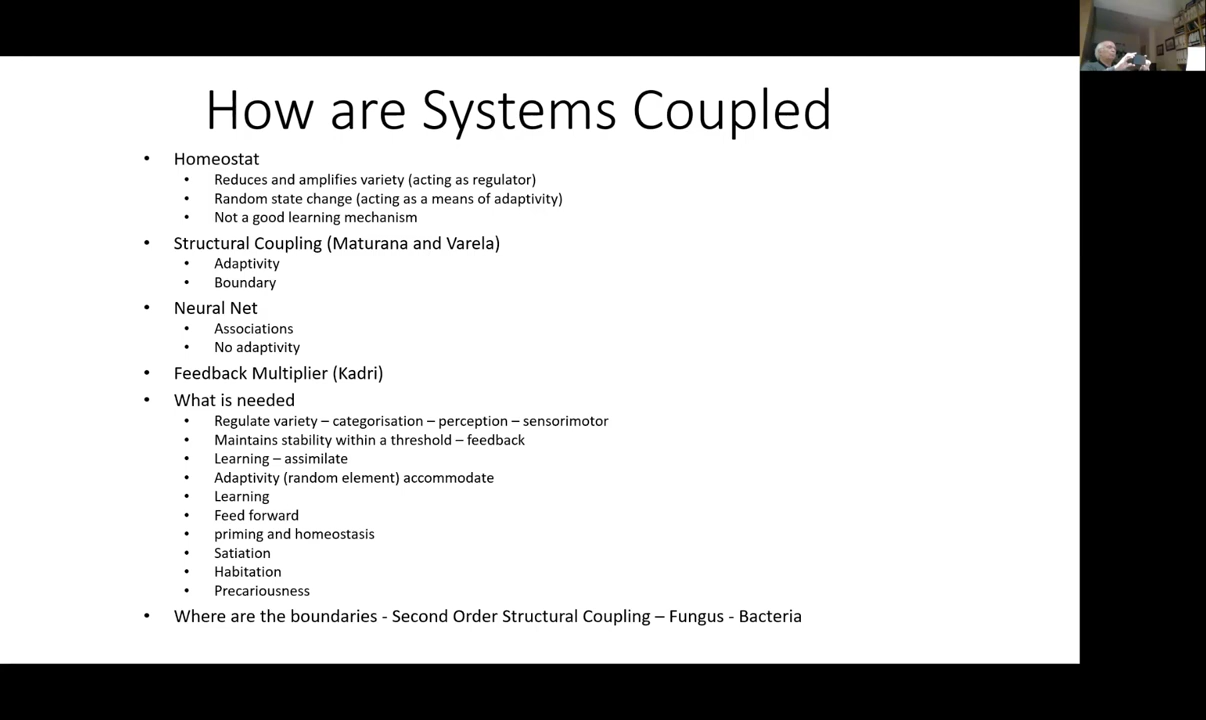 How are Systems Coupled
• Homeostat
• Reduces and amplifies variety (acting as regulator)
• Random state change (acting as a means of adaptivity)
• Not a good learning mechanism
• Structural Coupling (Maturana and Varela)
• Adaptivity
• Boundary
• Neural Net
• Associations
• No adaptivity
• Feedback Multiplier (Kadri)
• What is needed
• Regulate variety – categorisation – perception – sensorimotor
• Maintains stability within a threshold – feedback
• Learning – assimilate
• Adaptivity (random element) accommodate
• Learning
• Feed forward
• priming and homeostasis
• Satiation
• Habitation
• Precariousness
• Where are the boundaries - Second Order Structural Coupling – Fungus - Bacteria